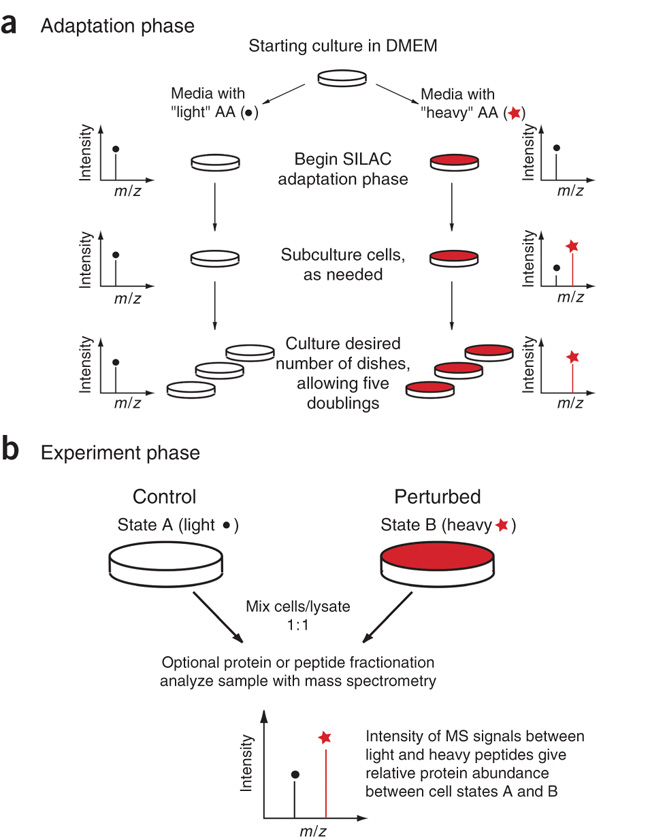 a Adaptation phase
Starting culture in DMEM
Media with
"light" AA (●)
Media with
"heavy" AA (★)
Intensity
m/z
Begin SILAC
adaptation phase
Intensity
m/z
Intensity
m/z
Subculture cells,
as needed
Intensity
m/z
Intensity
m/z
Culture desired
number of dishes,
allowing five
doublings
Intensity
m/z
b Experiment phase
Control
State A (light ●)
Perturbed
State B (heavy ★)
Mix cells/lysate
1:1
Optional protein or peptide fractionation
analyze sample with mass spectrometry
Intensity
m/z
Intensity of MS signals between
light and heavy peptides give
relative protein abundance
between cell states A and B